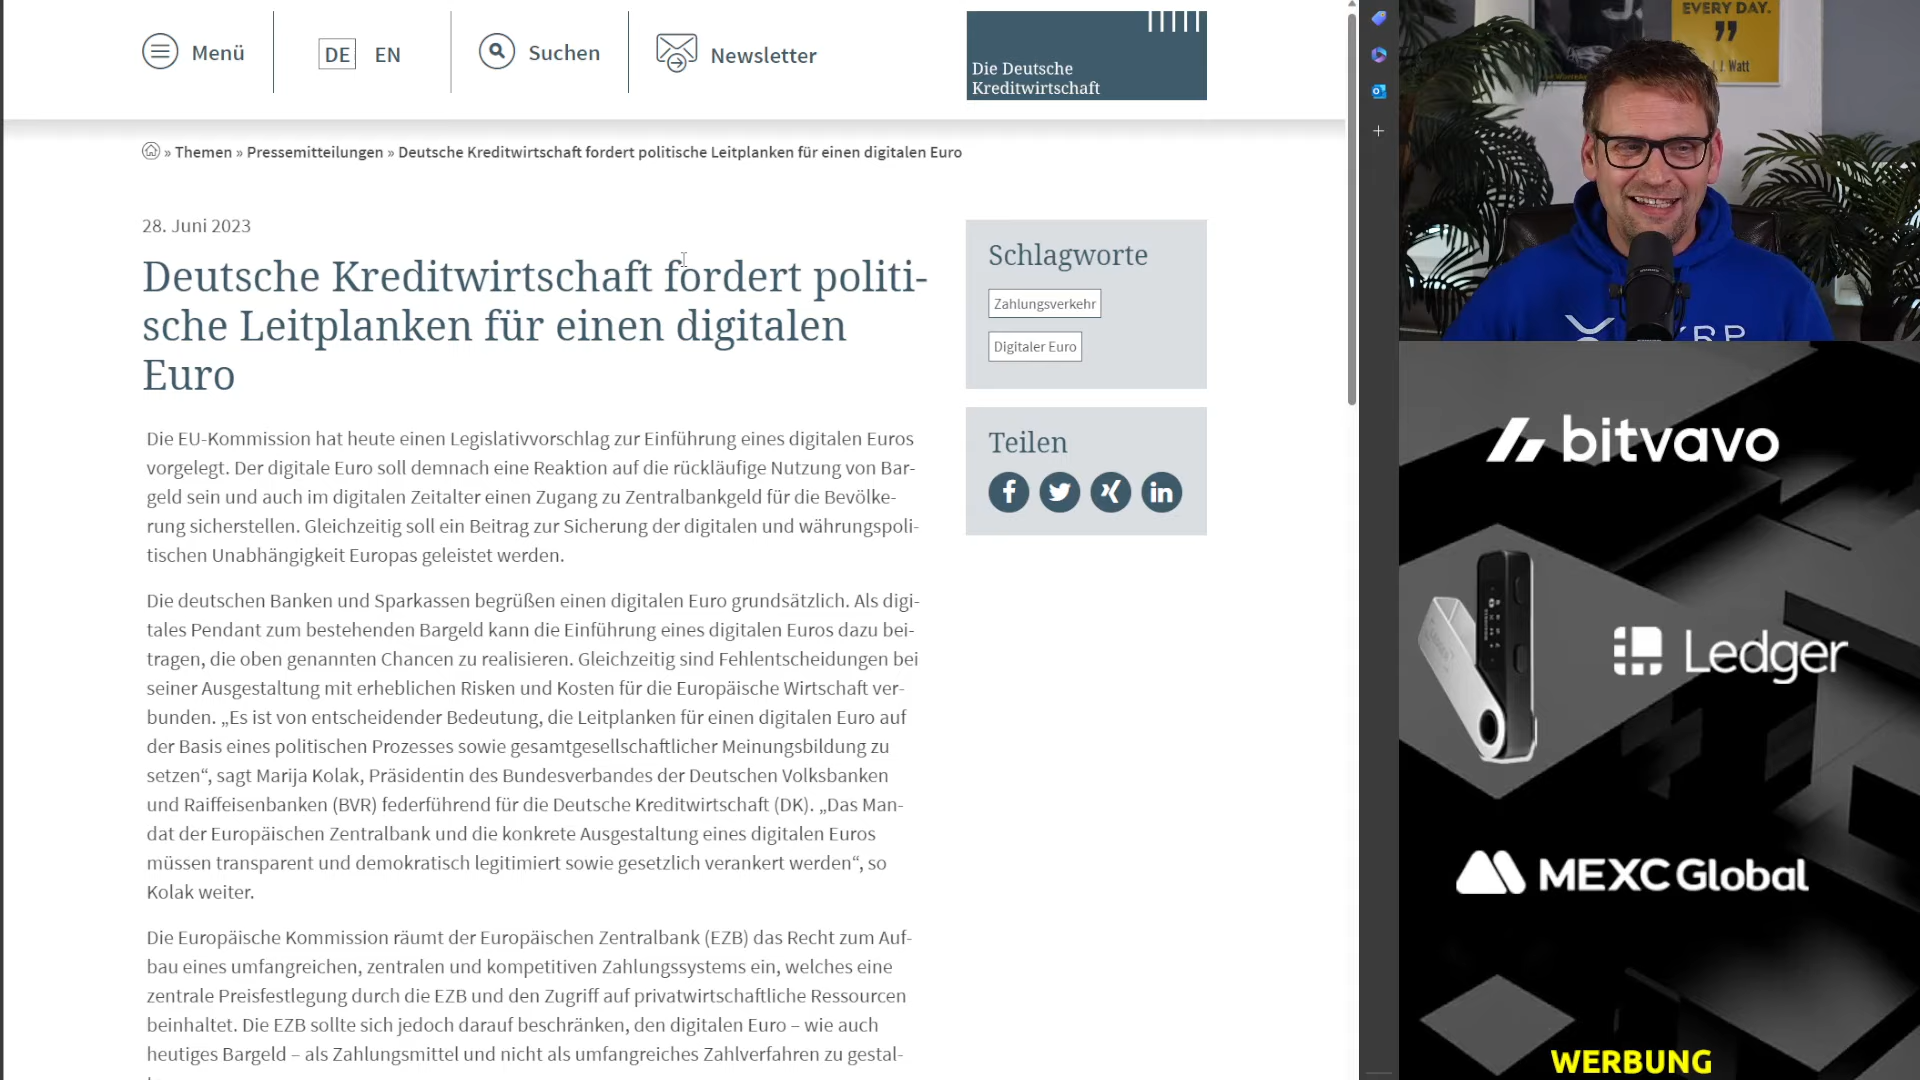 Menü
DE EN
Suchen
Newsletter
Die Deutsche
Kreditwirtschaft
» Themen » Pressemitteilungen » Deutsche Kreditwirtschaft fordert politische Leitplanken für einen digitalen Euro
28. Juni 2023
Deutsche Kreditwirtschaft fordert politi-
sche Leitplanken für einen digitalen
Euro
Die EU-Kommission hat heute einen Legislativvorschlag zur Einführung eines digitalen Euros
vorgelegt. Der digitale Euro soll demnach eine Reaktion auf die rückläufige Nutzung von Bar-
geld sein und auch im digitalen Zeitalter einen Zugang zu Zentralbankgeld für die Bevölke-
rung sicherstellen. Gleichzeitig soll ein Beitrag zur Sicherung der digitalen und währungspoli-
tischen Unabhängigkeit Europas geleistet werden.
Die deutschen Banken und Sparkassen begrüßen einen digitalen Euro grundsätzlich. Als digi-
tales Pendant zum bestehenden Bargeld kann die Einführung eines digitalen Euros dazu bei-
tragen, die oben genannten Chancen zu realisieren. Gleichzeitig sind Fehlentscheidungen bei
seiner Ausgestaltung mit erheblichen Risken und Kosten für die Europäische Wirtschaft ver-
bunden. „Es ist von entscheidender Bedeutung, die Leitplanken für einen digitalen Euro auf
der Basis eines politischen Prozesses sowie gesamtgesellschaftlicher Meinungsbildung zu
setzen“, sagt Marija Kolak, Präsidentin des Bundesverbandes der Deutschen Volksbanken
und Raiffeisenbanken (BVR) federführend für die Deutsche Kreditwirtschaft (DK). „Das Man-
dat der Europäischen Zentralbank und die konkrete Ausgestaltung eines digitalen Euros
müssen transparent und demokratisch legitimiert sowie gesetzlich verankert werden“, so
Kolak weiter.
Die Europäische Kommission räumt der Europäischen Zentralbank (EZB) das Recht zum Auf-
bau eines umfangreichen, zentralen und kompetitiven Zahlungssystems ein, welches eine
zentrale Preisfestlegung durch die EZB und den Zugriff auf privatwirtschaftliche Ressourcen
beinhaltet. Die EZB sollte sich jedoch darauf beschränken, den digitalen Euro – wie auch
heutiges Bargeld – als Zahlungsmittel und nicht als umfangreiches Zahlverfahren zu gestal-
Schlagworte
Zahlungsverkehr
Digitaler Euro
Teilen
EVERY DAY.
”
J. Watt
XRP
bitvavo
Ledger
MEXC Global
WERBUNG